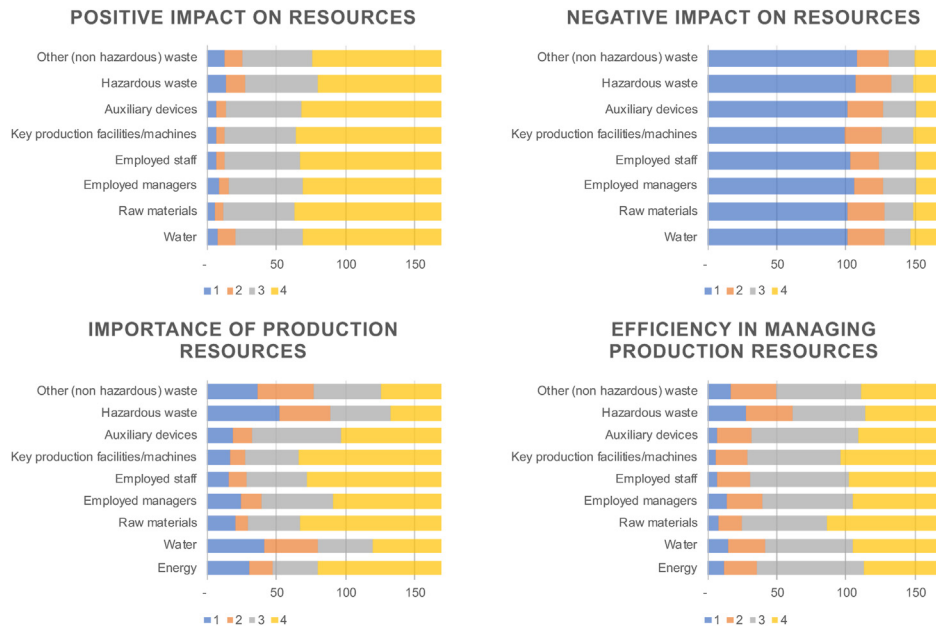 POSITIVE IMPACT ON RESOURCES
Other (non hazardous) waste
Hazardous waste
Auxiliary devices
Key production facilities/machines
Employed staff
Employed managers
Raw materials
Water
- 50 100 150
1 2 3 4
NEGATIVE IMPACT ON RESOURCES
Other (non hazardous) waste
Hazardous waste
Auxiliary devices
Key production facilities/machines
Employed staff
Employed managers
Raw materials
Water
- 50 100 150
1 2 3 4
IMPORTANCE OF PRODUCTION
RESOURCES
Other (non hazardous) waste
Hazardous waste
Auxiliary devices
Key production facilities/machines
Employed staff
Employed managers
Raw materials
Water
Energy
- 50 100 150
1 2 3 4
EFFICIENCY IN MANAGING
PRODUCTION RESOURCES
Other (non hazardous) waste
Hazardous waste
Auxiliary devices
Key production facilities/machines
Employed staff
Employed managers
Raw materials
Water
Energy
- 50 100 150
1 2 3 4